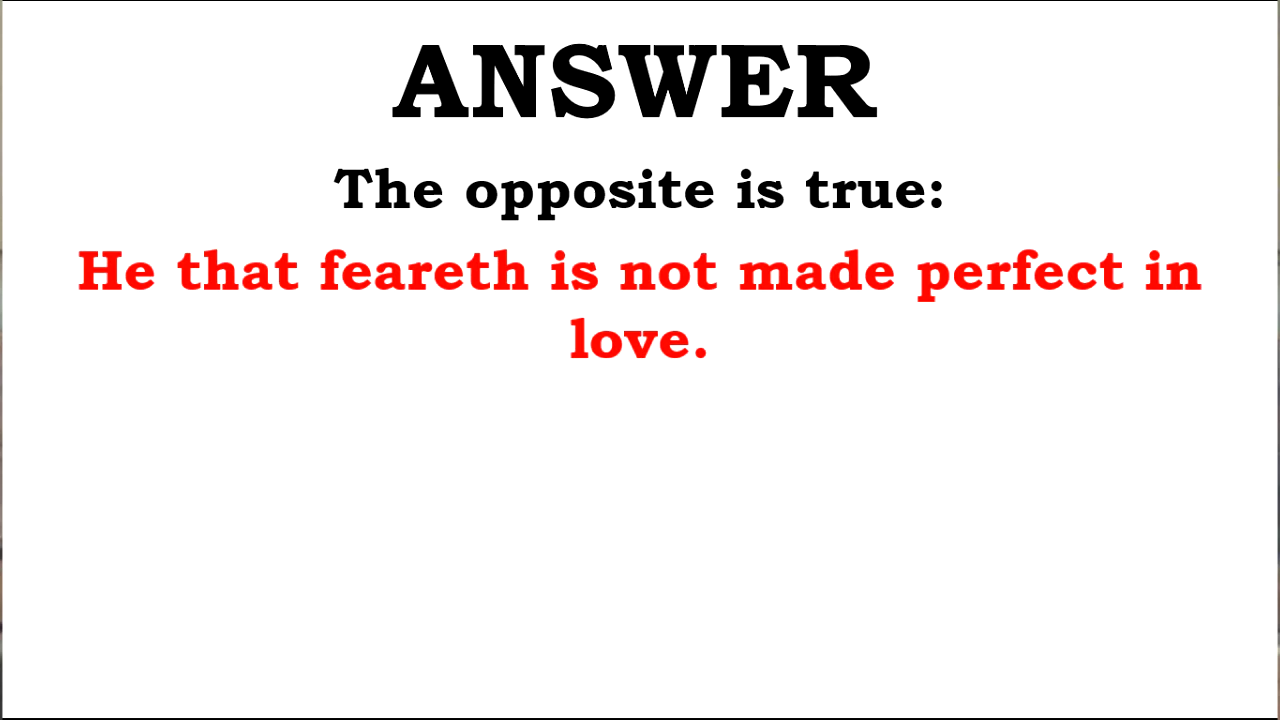 ANSWER
The opposite is true:
He that feareth is not made perfect in
love.